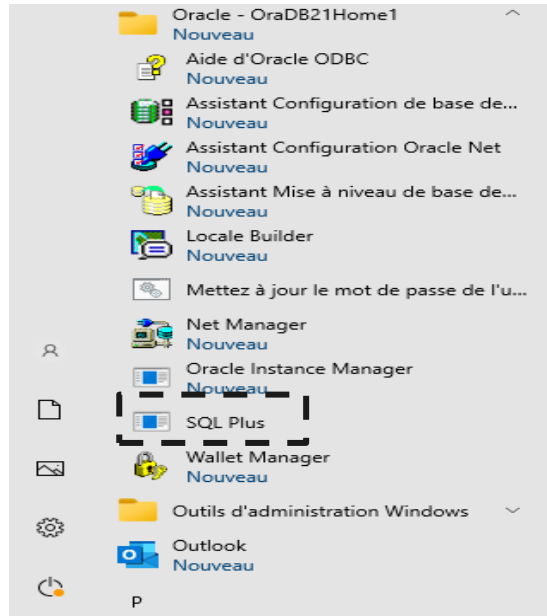 Oracle - OraDB21Home1
Nouveau
Aide d'Oracle ODBC
Nouveau
Assistant Configuration de base de...
Nouveau
Assistant Configuration Oracle Net
Nouveau
Assistant Mise à niveau de base de...
Nouveau
Locale Builder
Nouveau
Mettez à jour le mot de passe de l'u...
Net Manager
Nouveau
Oracle Instance Manager
Nouveau
SQL Plus
Wallet Manager
Nouveau
Outils d'administration Windows
Outlook
Nouveau
P